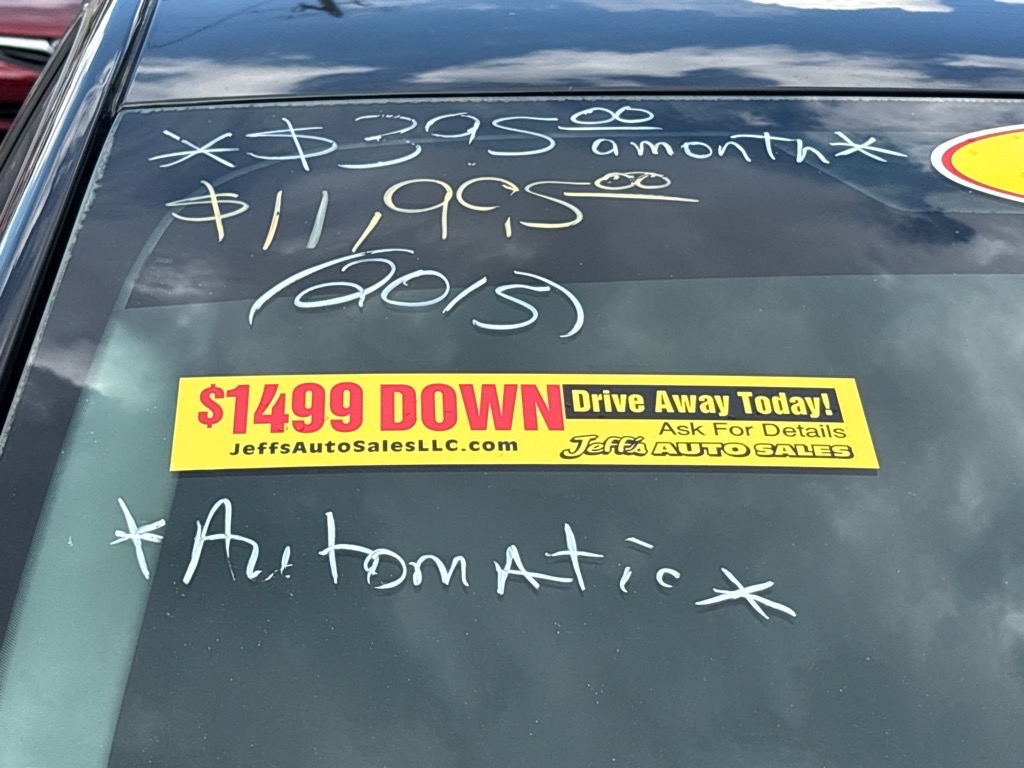 *$395.00 a month*
$11,995.00
(2015)
$1499 DOWN Drive Away Today!
Ask For Details
JeffsAutoSalesLLC.com Jeff's AUTO SALES
*Automatic*